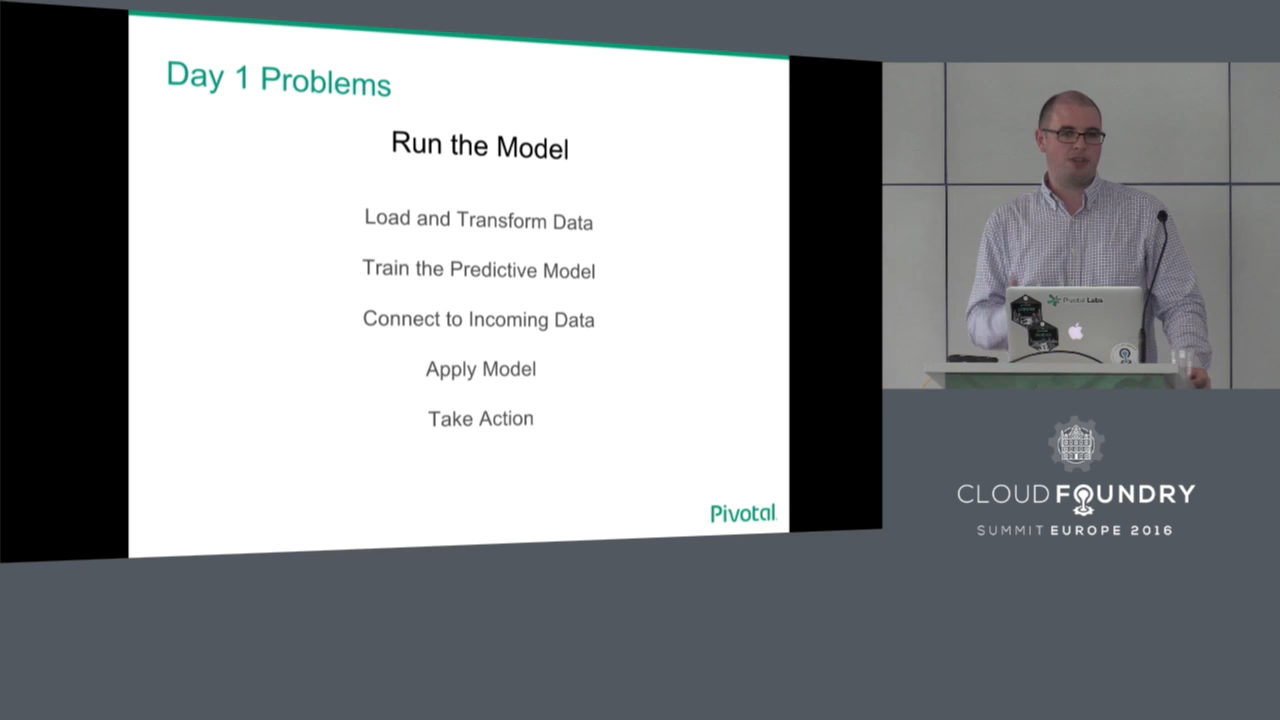 Day 1 Problems
Run the Model
Load and Transform Data
Train the Predictive Model
Connect to Incoming Data
Apply Model
Take Action
Pivotal
Pivotal Labs
CLOUD FOUNDRY
SUMMIT EUROPE 2016